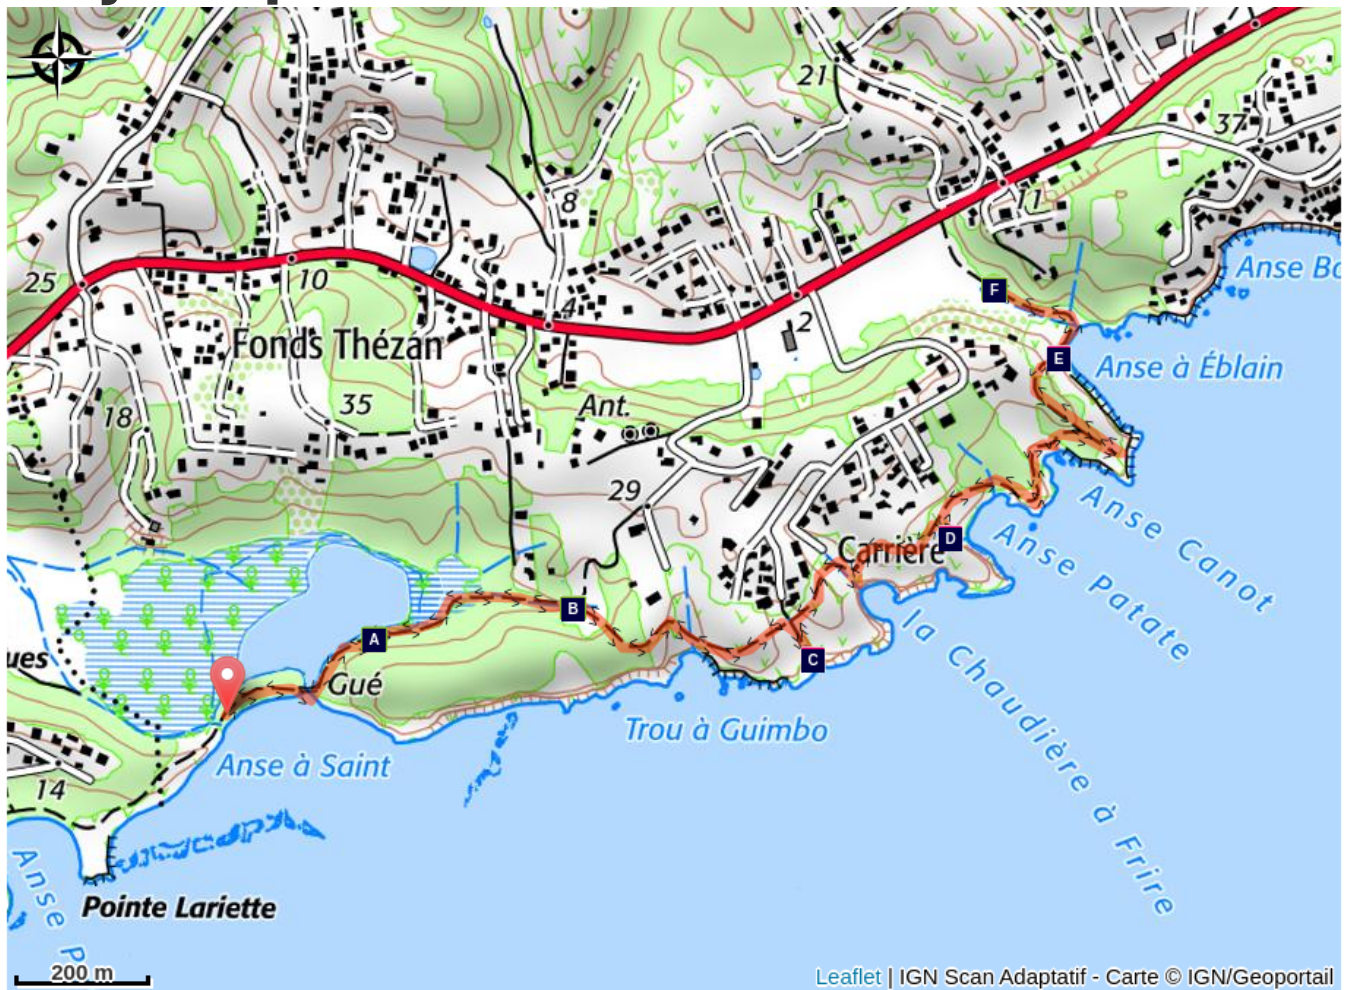 21
37
8
11
Anse Bo
25
10
F
4
2
Fonds Thézan
E
Anse à Éblain
18
35
Ant.
29
Anse Canot
Carrière
D
Anse Patate
B
A
la Chaudière à Frire
ues
C
Gué
Trou à Guimbo
Anse à Saint
14
Anse P
Pointe Lariette
200 m
Leaflet | IGN Scan Adaptatif - Carte © IGN/Geoportail